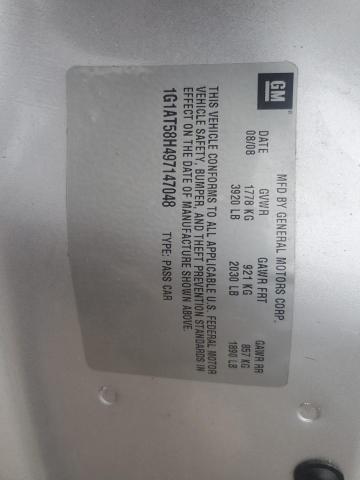 GM
MFD BY GENERAL MOTORS CORP.
DATE GVWR GAWR FRT GAWR RR
08/08 1778 KG 921 KG 857 KG
3920 LB 2030 LB 1890 LB
THIS VEHICLE CONFORMS TO ALL APPLICABLE U.S. FEDERAL MOTOR
VEHICLE SAFETY, BUMPER, AND THEFT PREVENTION STANDARDS IN
EFFECT ON THE DATE OF MANUFACTURE SHOWN ABOVE.
1G1AT58H497147048 TYPE: PASS CAR